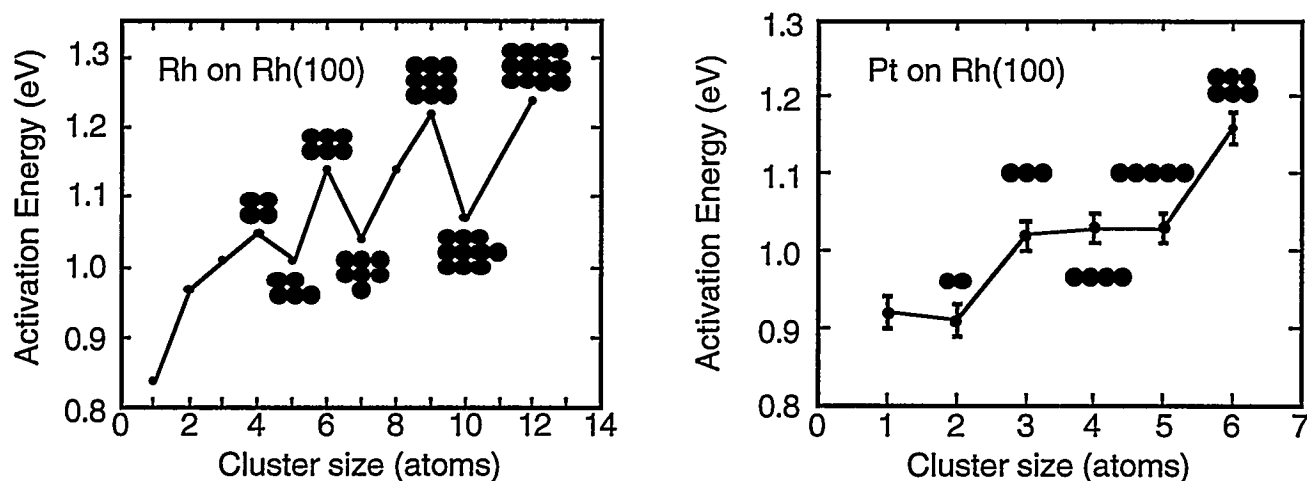 Rh on Rh(100)
Activation Energy (eV)
1.3
1.2
1.1
1.0
0.9
0.8
0 2 4 6 8 10 12 14
Cluster size (atoms)
Pt on Rh(100)
Activation Energy (eV)
1.3
1.2
1.1
1.0
0.9
0.8
0 1 2 3 4 5 6 7
Cluster size (atoms)